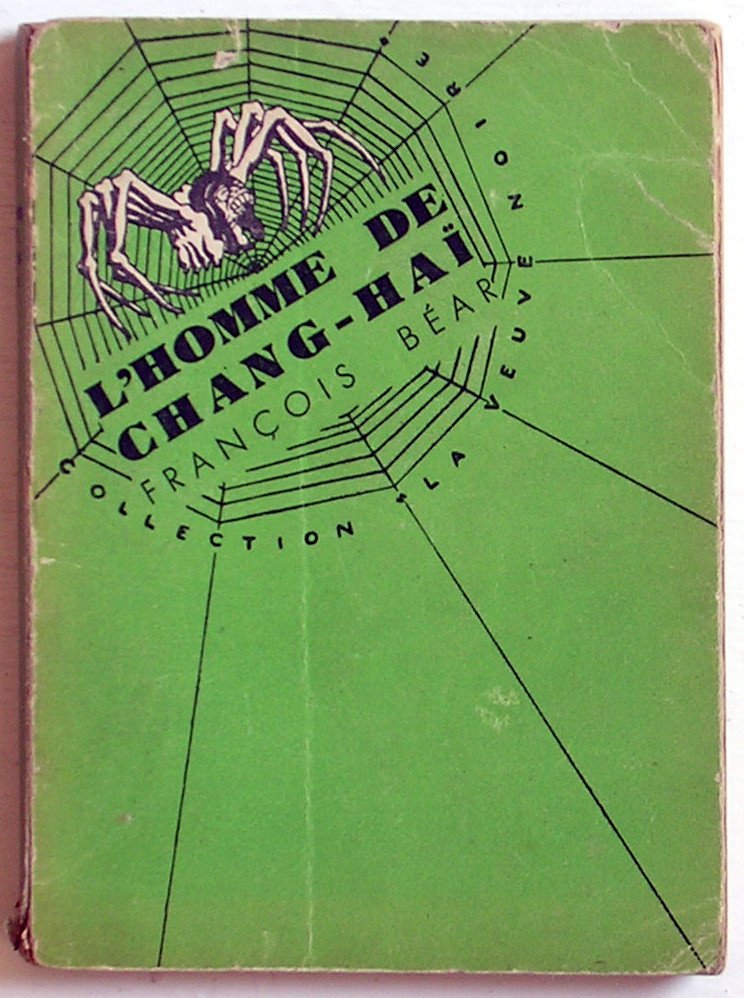 L'HOMME DE
CHANG-HAÏ
FRANÇOIS BÉAR
COLLECTION "LA VEUVE NOIRE"